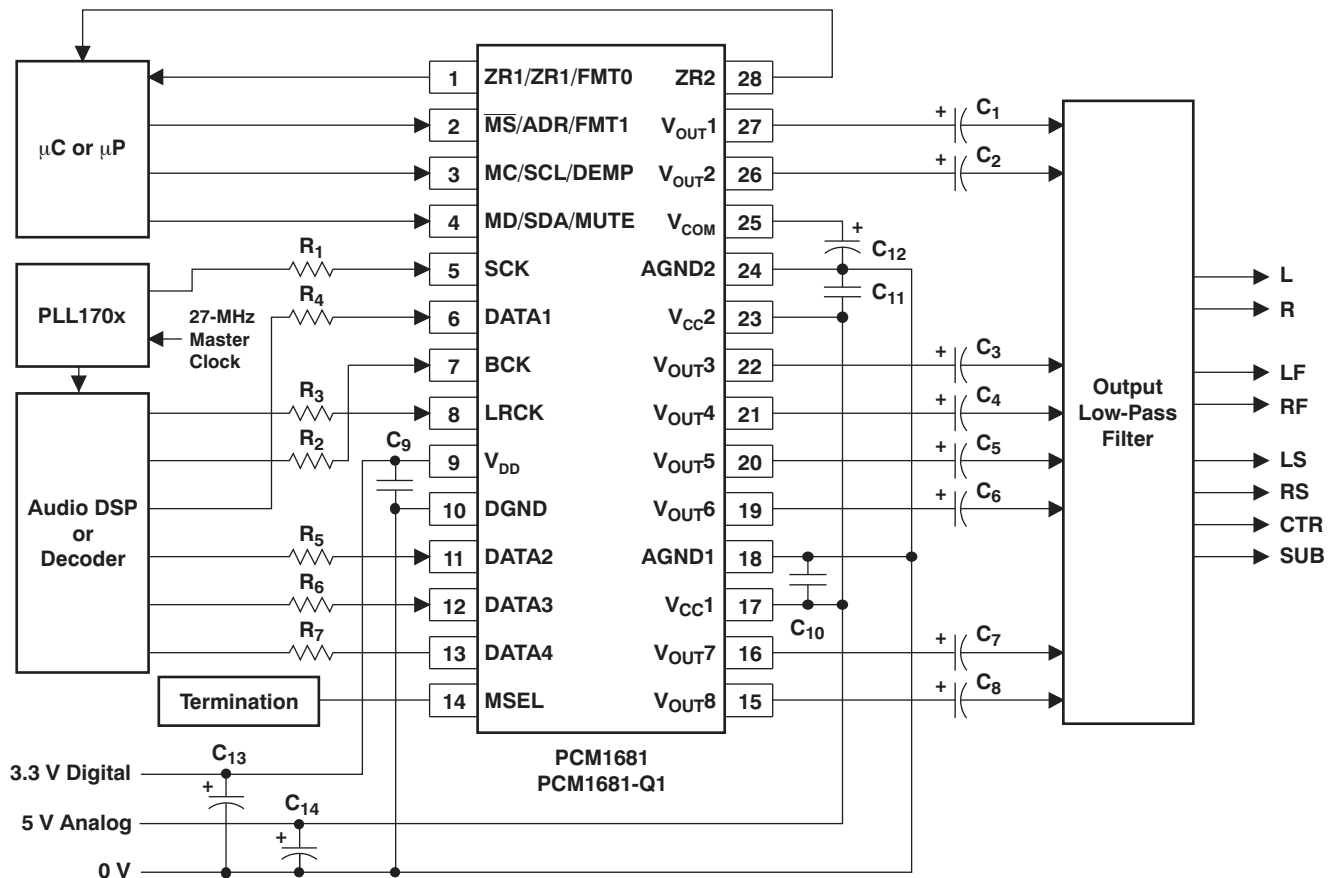 μC or μP
PLL170x
27-MHz
Master
Clock
Audio DSP
or
Decoder
Termination
R1
R4
R3
R2
C9
R5
R6
R7
1 ZR1/ZR1/FMT0
2 MS/ADR/FMT1
3 MC/SCL/DEMP
4 MD/SDA/MUTE
5 SCK
6 DATA1
7 BCK
8 LRCK
9 VDD
10 DGND
11 DATA2
12 DATA3
13 DATA4
14 MSEL
ZR2 28
VOUT1 27
VOUT2 26
VCOM 25
AGND2 24
VCC2 23
VOUT3 22
VOUT4 21
VOUT5 20
VOUT6 19
AGND1 18
VCC1 17
VOUT7 16
VOUT8 15
PCM1681
PCM1681-Q1
+ C1
+ C2
+ C12
C11
+ C3
+ C4
+ C5
+ C6
C10
+ C7
+ C8
Output
Low-Pass
Filter
L
R
LF
RF
LS
RS
CTR
SUB
C13
3.3 V Digital
+
C14
5 V Analog
+
0 V